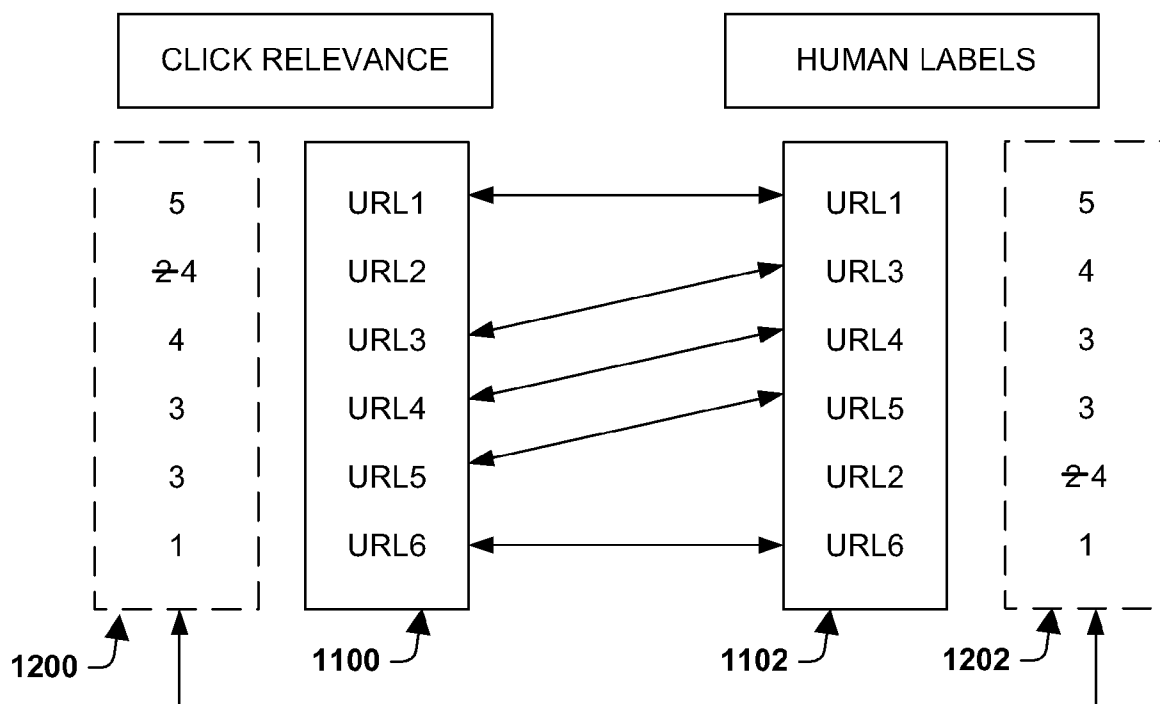 CLICK RELEVANCE HUMAN LABELS
5 URL1 URL1 5
2 4 URL2 URL3 4
4 URL3 URL4 3
3 URL4 URL5 3
3 URL5 URL2 2 4
1 URL6 URL6 1
1200 1100 1102 1202